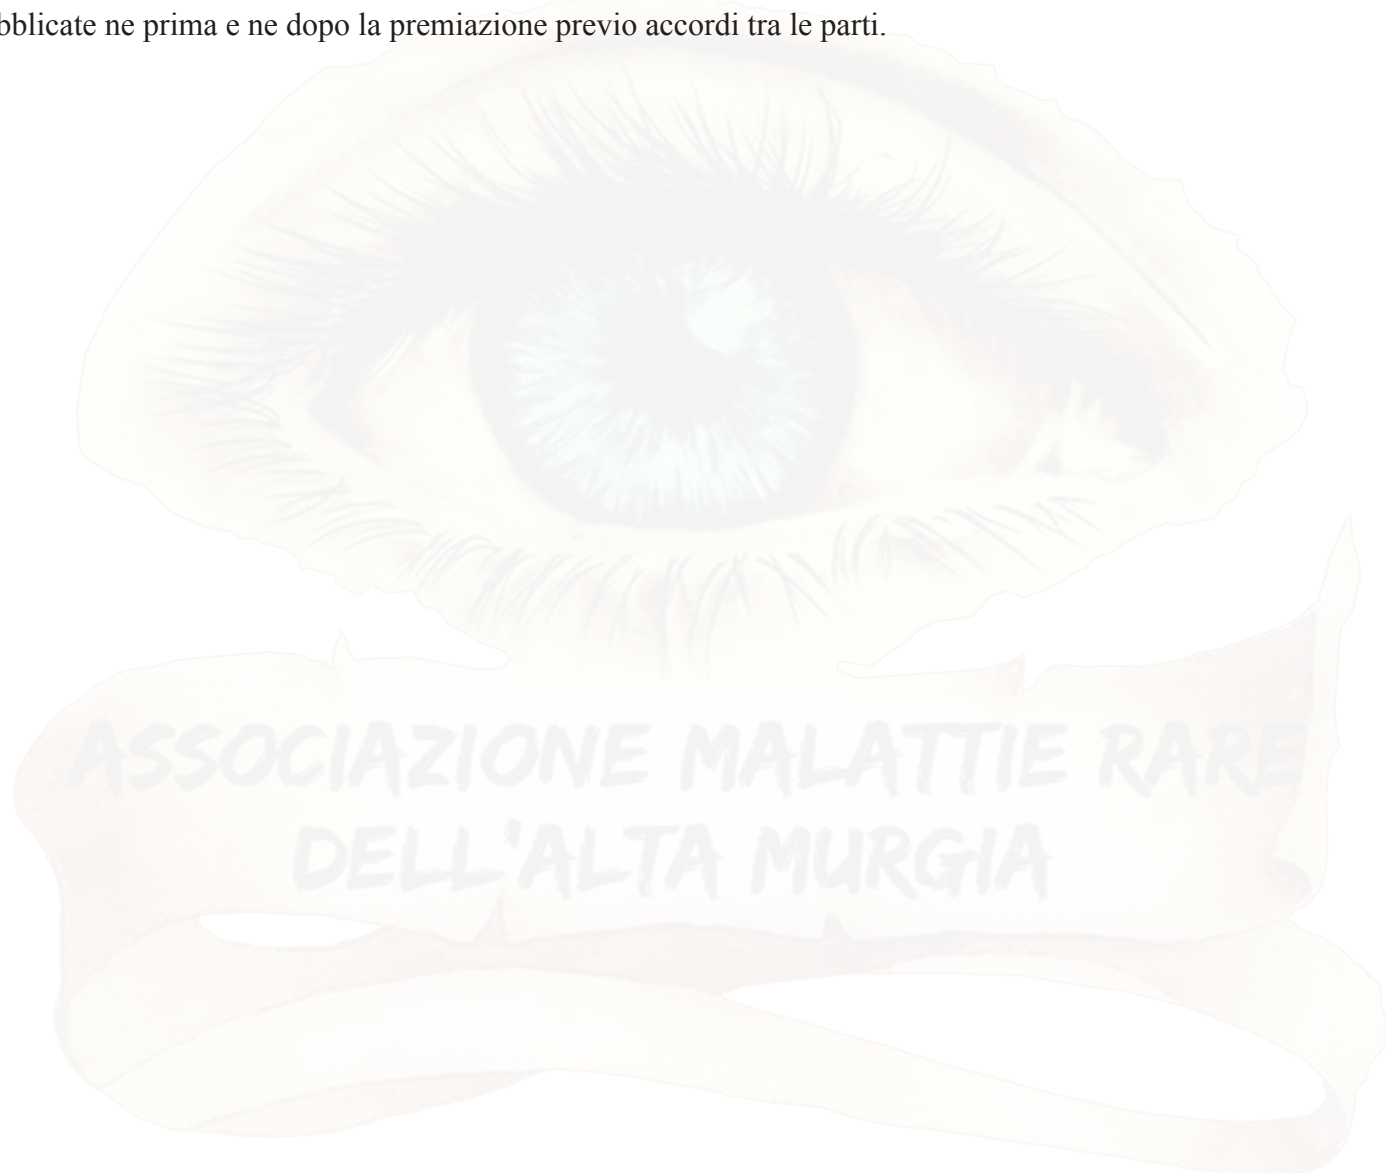 bblicate ne prima e ne dopo la premiazione previo accordi tra le parti.
ASSOCIAZIONE MALATTIE RARE
DELL'ALTA MURGIA